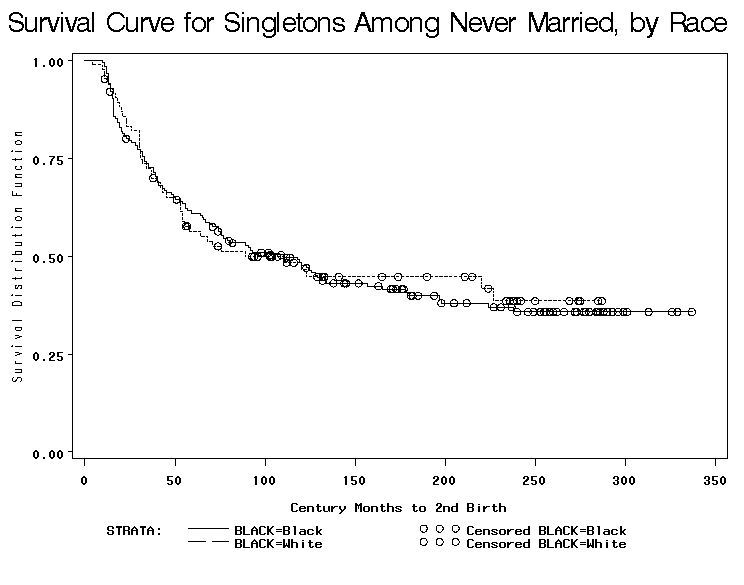 Survival Curve for Singletons Among Never Married, by Race
Survival Distribution Function
1.00
0.75
0.50
0.25
0.00
0 50 100 150 200 250 300 350
Century Months to 2nd Birth
STRATA: BLACK=Black Censored BLACK=Black
BLACK=White Censored BLACK=White